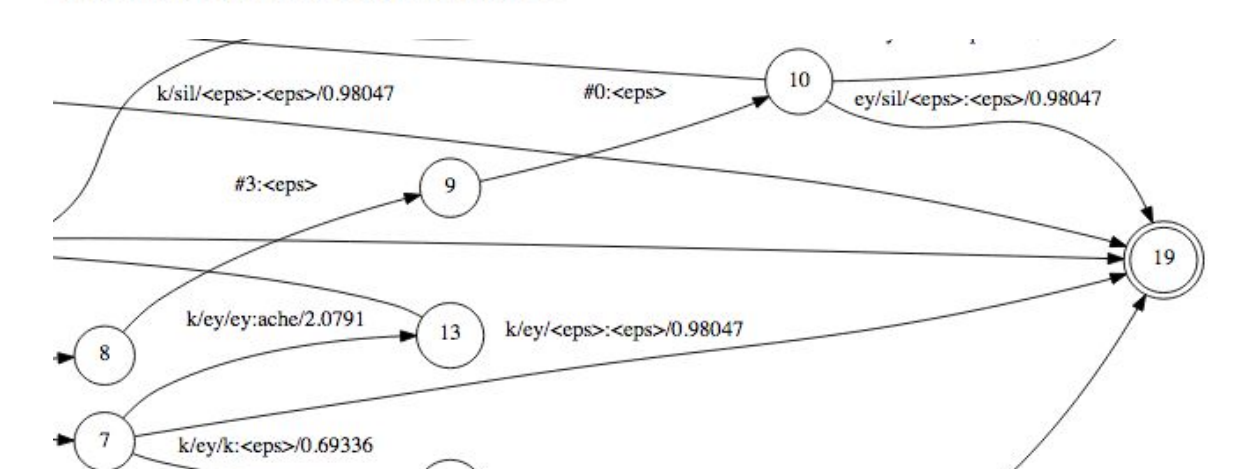 10
k/sil/<eps>:<eps>/0.98047
#0:<eps>
ey/sil/<eps>:<eps>/0.98047
#3:<eps>
9
19
k/ey/ey:ache/2.0791
13
k/ey/<eps>:<eps>/0.98047
8
7
k/ey/k:<eps>/0.69336